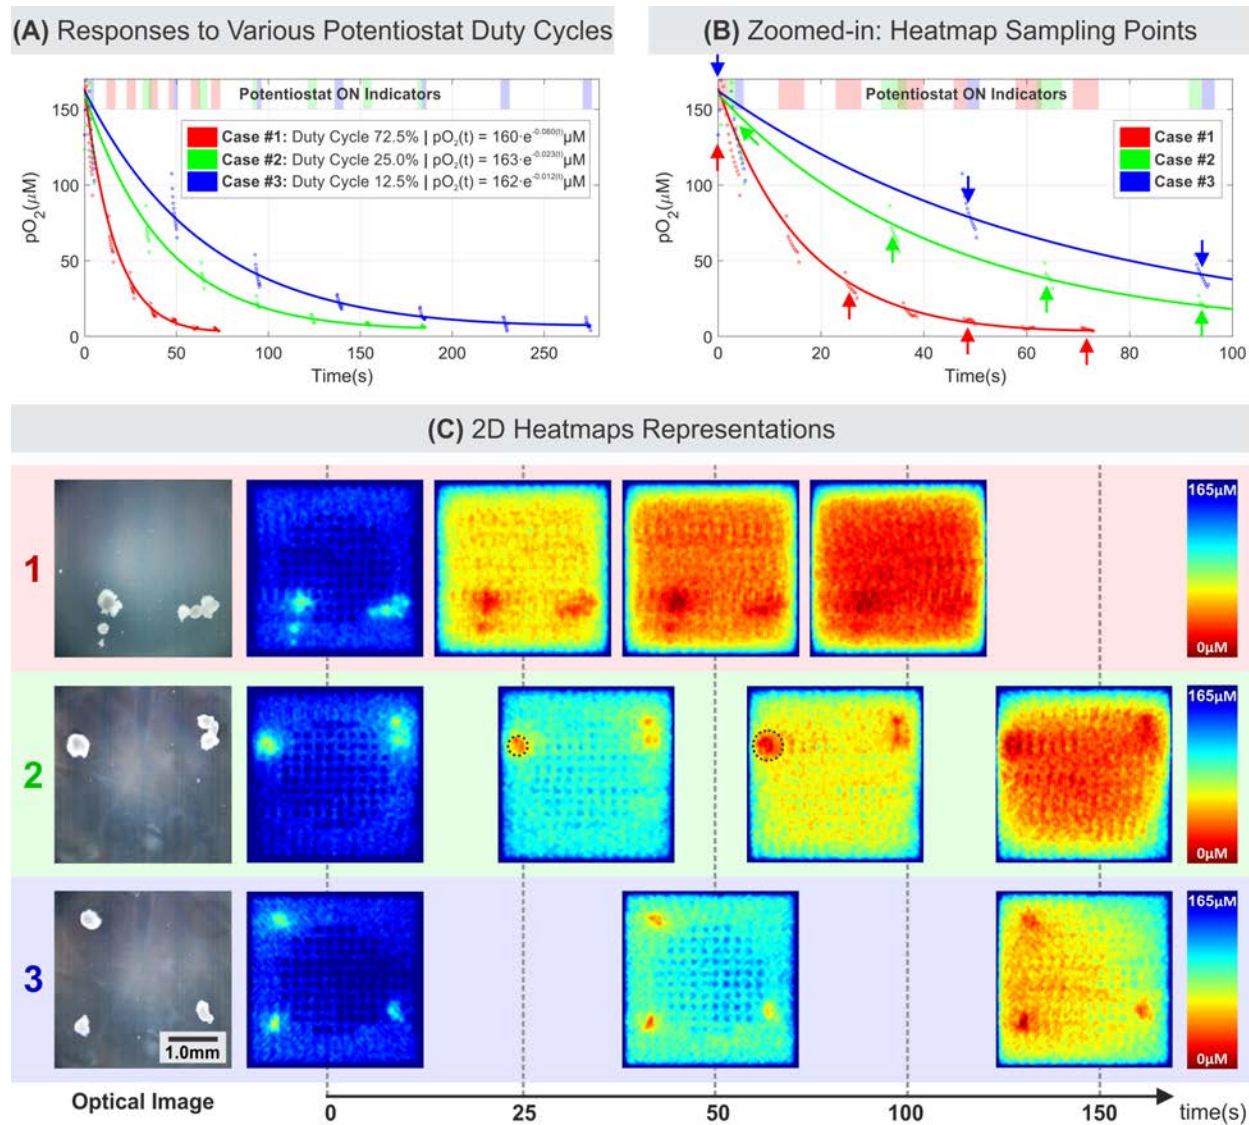 (A) Responses to Various Potentiostat Duty Cycles
Potentiostat ON Indicators
Case #1: Duty Cycle 72.5% | pO₂(t) = 160·e⁻⁰·⁰⁸⁰⁽ᵗ⁾µM
Case #2: Duty Cycle 25.0% | pO₂(t) = 163·e⁻⁰·⁰²³⁽ᵗ⁾µM
Case #3: Duty Cycle 12.5% | pO₂(t) = 162·e⁻⁰·⁰¹²⁽ᵗ⁾µM
pO₂(µM)
150
100
50
0
0 50 100 150 200 250
Time(s)
(B) Zoomed-in: Heatmap Sampling Points
Potentiostat ON Indicators
Case #1
Case #2
Case #3
pO₂(µM)
150
100
50
0
0 20 40 60 80 100
Time(s)
(C) 2D Heatmaps Representations
1
165µM
0µM
2
165µM
0µM
3
1.0mm
165µM
0µM
Optical Image
0 25 50 100 150 time(s)